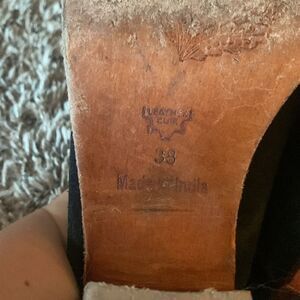 LEATHER
CUIR
38
Made in India